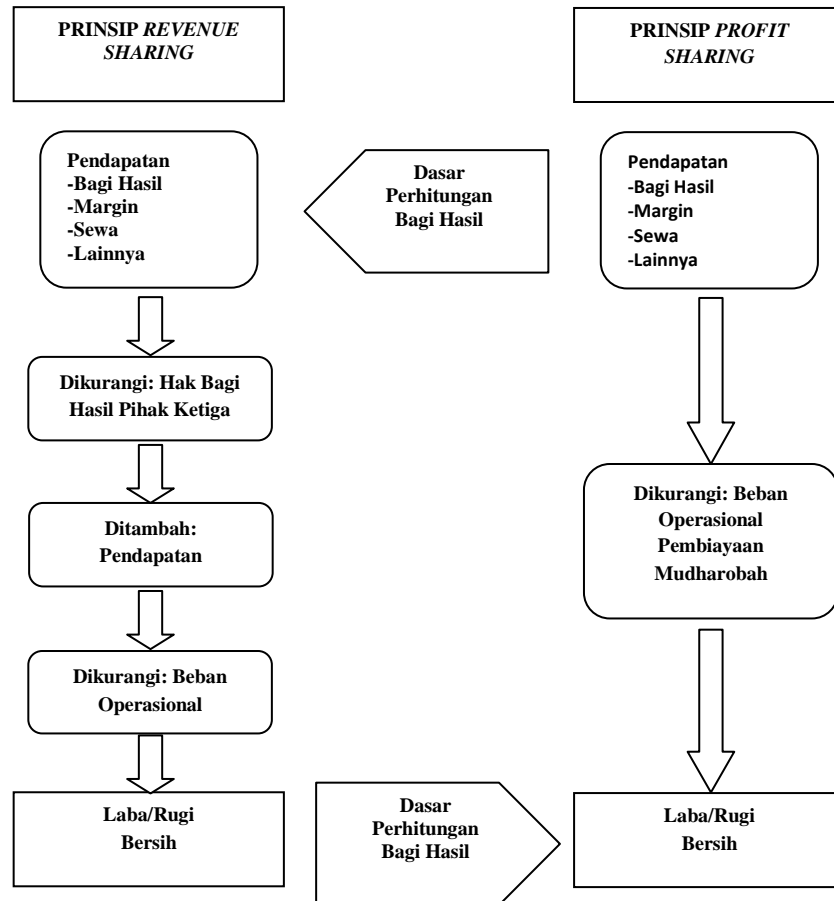 PRINSIP REVENUE
SHARING
Pendapatan
-Bagi Hasil
-Margin
-Sewa
-Lainnya
Dikurangi: Hak Bagi
Hasil Pihak Ketiga
Ditambah:
Pendapatan
Dikurangi: Beban
Operasional
Laba/Rugi
Bersih
Dasar
Perhitungan
Bagi Hasil
Dasar
Perhitungan
Bagi Hasil
PRINSIP PROFIT
SHARING
Pendapatan
-Bagi Hasil
-Margin
-Sewa
-Lainnya
Dikurangi: Beban
Operasional
Pembiayaan
Mudharobah
Laba/Rugi
Bersih